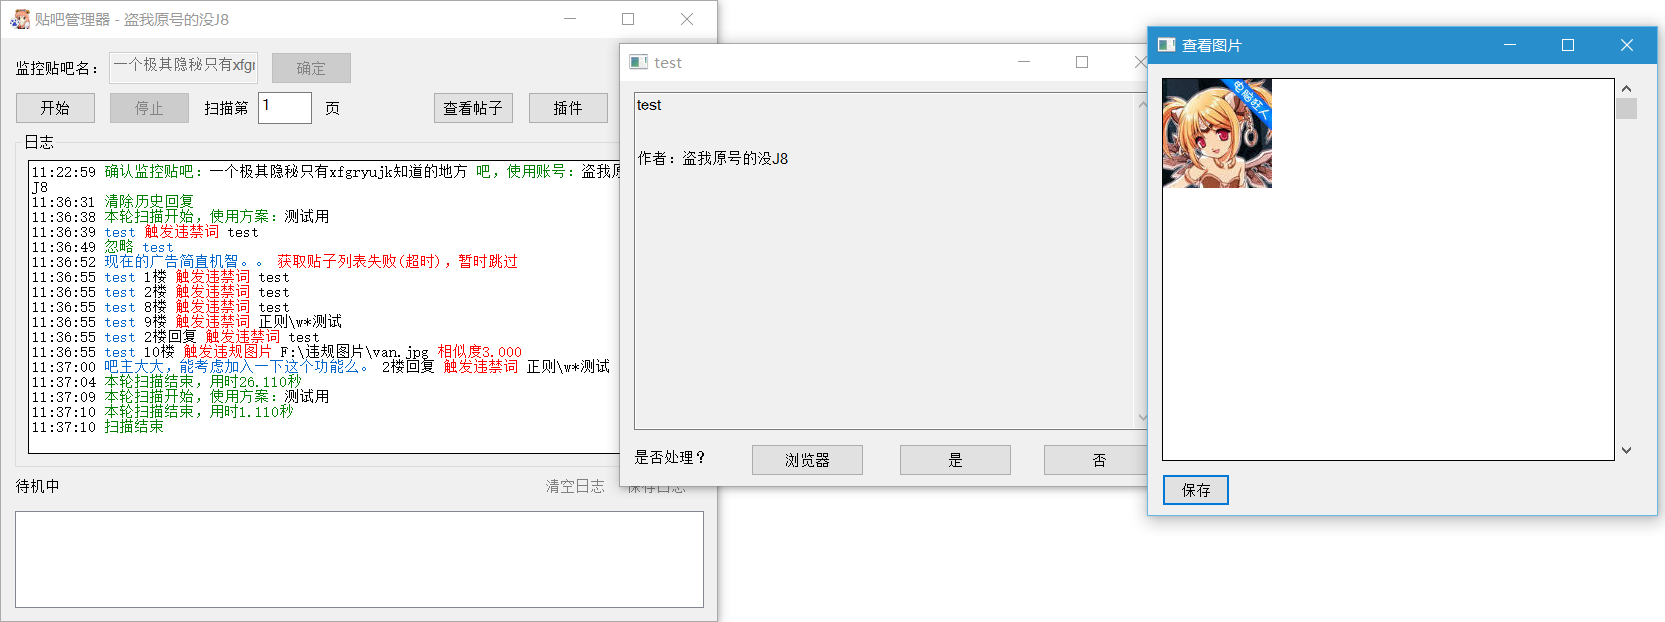 贴吧管理器 - 盗我原号的没J8
监控贴吧名：
一个极其隐秘只有xfgr
确定
开始
停止
扫描第
1
页
查看帖子
插件
日志
11:22:59 确认监控贴吧：一个极其隐秘只有xfgryujk知道的地方 吧，使用账号：盗我
J8
11:36:31 清除历史回复
11:36:38 本轮扫描开始，使用方案：测试用
11:36:39 test 触发违禁词 test
11:36:49 忽略 test
11:36:52 现在的广告简直机智。。 获取贴子列表失败(超时)，暂时跳过
11:36:55 test 1楼 触发违禁词 test
11:36:55 test 2楼 触发违禁词 test
11:36:55 test 8楼 触发违禁词 test
11:36:55 test 9楼 触发违禁词 正则\w*测试
11:36:55 test 2楼回复 触发违禁词 test
11:36:55 test 10楼 触发违规图片 F:\违规图片\van.jpg 相似度3.000
11:37:00 吧主大大，能考虑加入一下这个功能么。 2楼回复 触发违禁词 正则\w*测试
11:37:04 本轮扫描结束，用时26.110秒
11:37:09 本轮扫描开始，使用方案：测试用
11:37:10 本轮扫描结束，用时1.110秒
11:37:10 扫描结束
待机中
清空日志
保存日志
test
test
作者：盗我原号的没J8
是否处理？
浏览器
是
否
查看图片
电脑狂人
保存